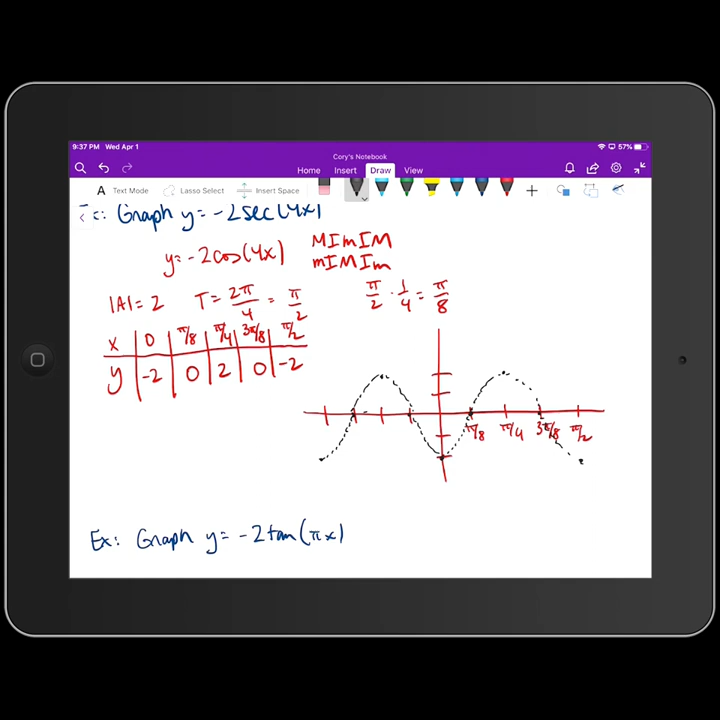 9:37 PM Wed Apr 1
57%
Cory's Notebook
Home Insert Draw View
A Text Mode Lasso Select Insert Space
Ex: Graph y = -2sec(4x)
y = -2cos(4x)
MImIM
mIMIm
|A| = 2 T = 2π/4 = π/2
π/2 · 1/4 = π/8
x 0 π/8 π/4 3π/8 π/2
y -2 0 2 0 -2
π/8 π/4 3π/8 π/2
Ex: Graph y = -2tan(πx)